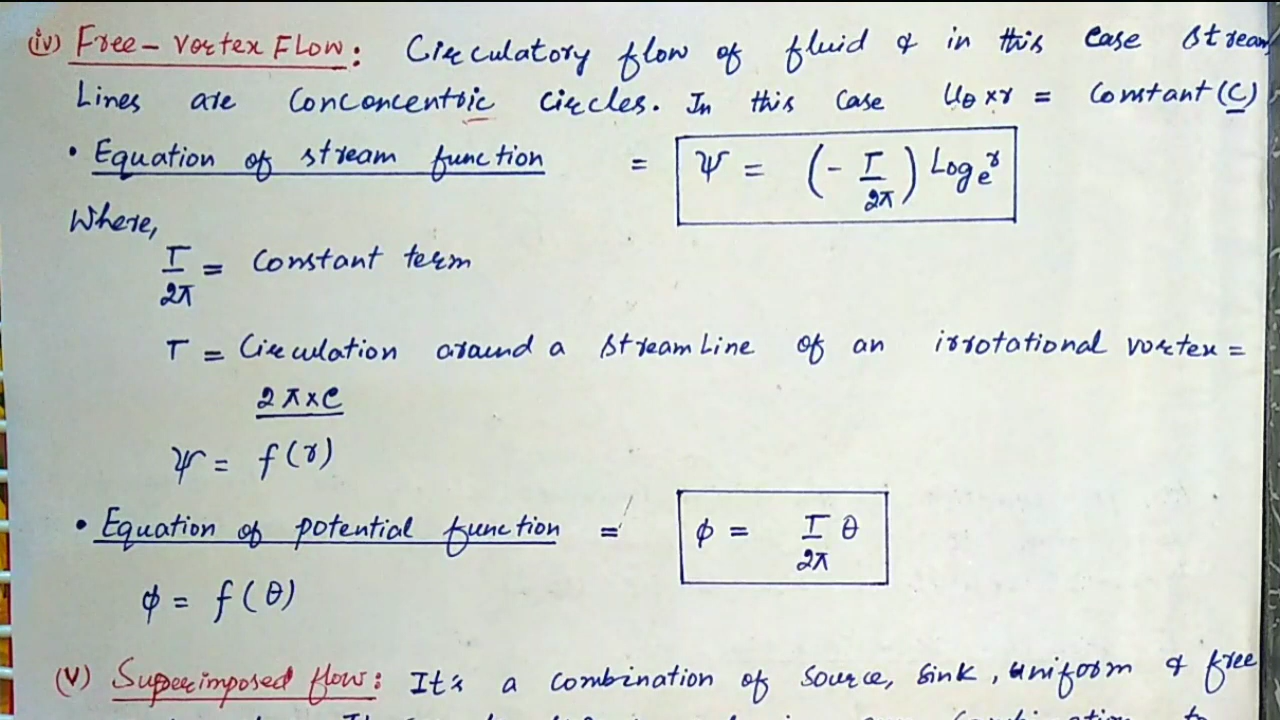 (iv) Free-Vortex Flow: Circulatory flow of fluid & in this case stream
Lines are Conconcentric Circles. In this case Uθ×r = Constant (C)
• Equation of stream function = ψ = (-Γ/2π) Logₑ r
Where,
Γ/2π = Constant term
Γ = Circulation around a stream Line of an irrotational vortex =
2π×C
ψ = f(r)
• Equation of potential function = ϕ = Γ/2π θ
ϕ = f(θ)
(V) Superimposed flow: It's a combination of source, sink, uniform & free